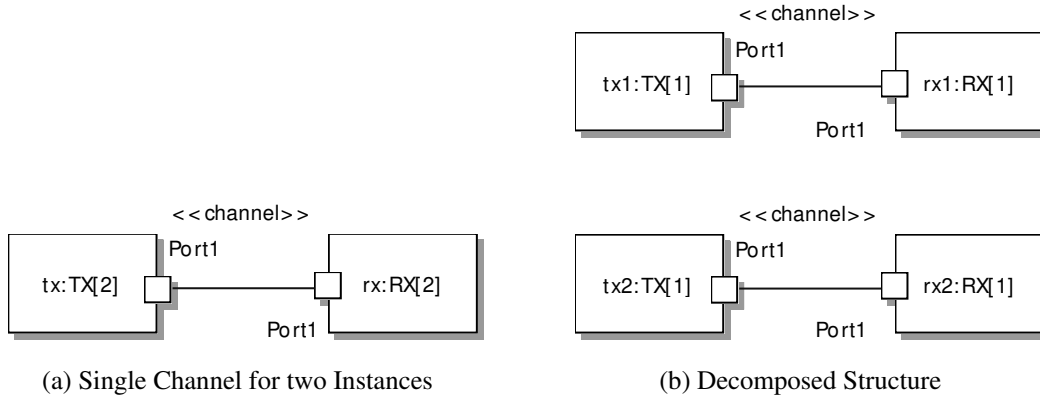 <<channel>>
Port1
tx:TX[2]
rx:RX[2]
Port1
(a) Single Channel for two Instances
<<channel>>
Port1
tx1:TX[1]
rx1:RX[1]
Port1
<<channel>>
Port1
tx2:TX[1]
rx2:RX[1]
Port1
(b) Decomposed Structure